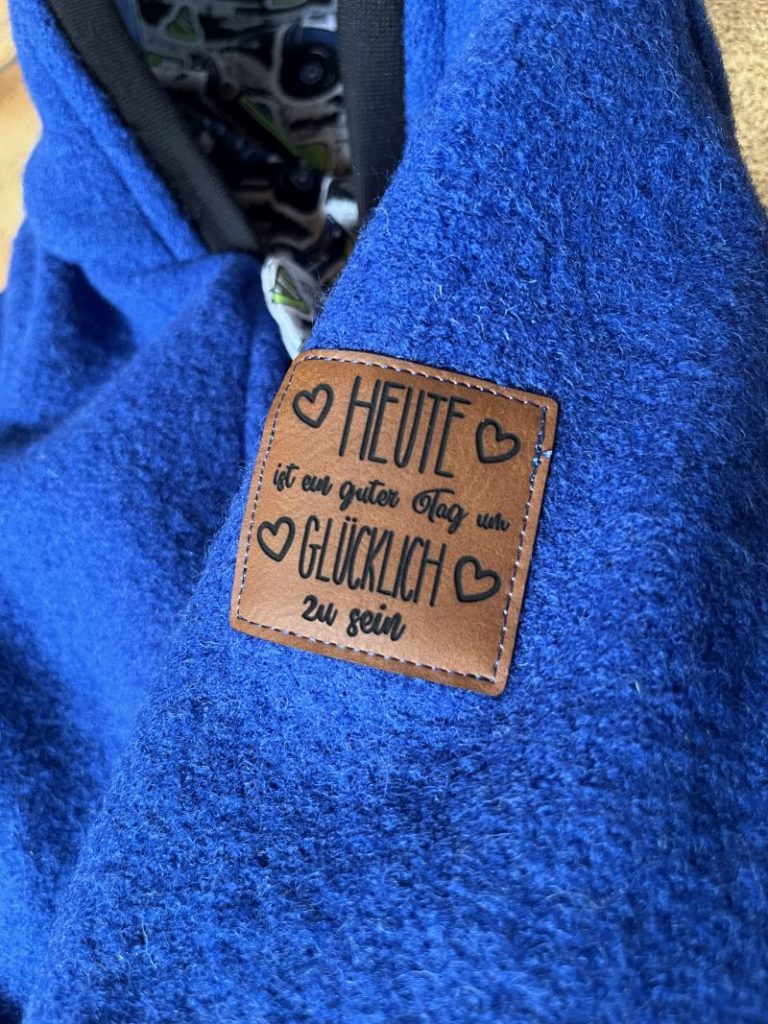 HEUTE
ist ein guter Tag um
GLÜCKLICH
zu sein